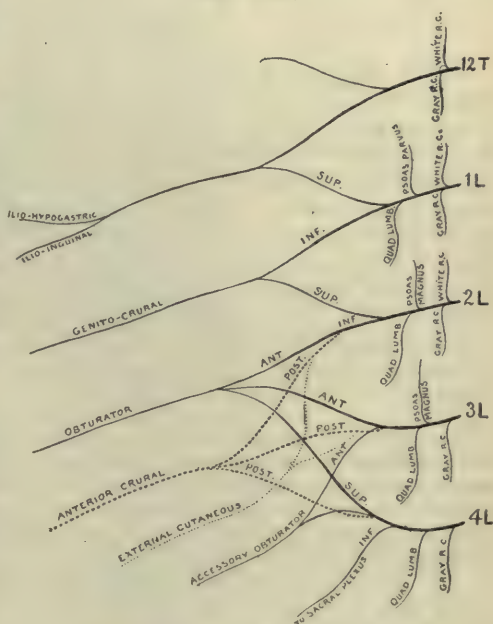 WHITE R.C.
12T
GRAY R.C.
PSOAS PARVUS
WHITE R.C.
SUP.
1L
QUAD LUMB.
GRAY R.C.
ILIO-HYPOGASTRIC
ILIO-INGUINAL
INF.
GENITO-CRURAL
SUP.
PSOAS
MAGNUS
WHITE R.C
2L
INF.
QUAD LUMB
GRAY R C
ANT
POST.
OBTURATOR
ANT
PSOAS
MAGNUS
3L
POST
ANT
QUAD LUMB
GRAY R.C
ANTERIOR CRURAL
POST.
SUP
EXTERNAL CUTANEOUS
4L
ACCESSORY OBTURATOR
INF.
TO SACRAL PLEXUS
QUAD LUMB
GRAY R.C